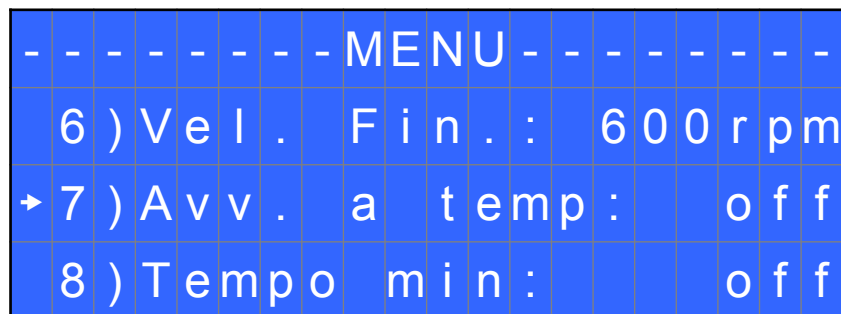 --------MENU--------
6)Vel. Fin.: 600rpm
→7)Avv. a temp: off
8)Tempo min: off